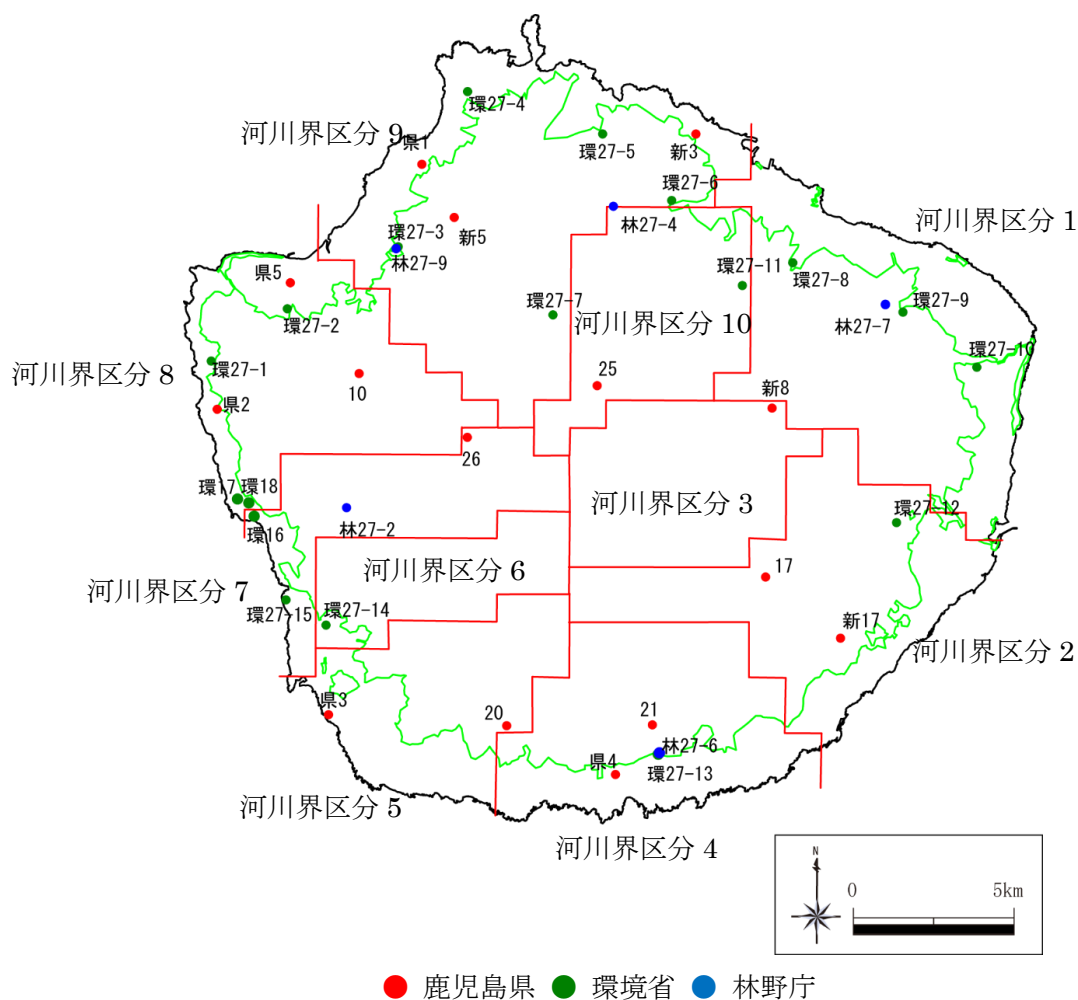 環27-4
河川界区分 9
県1
環27-5
新3
環27-6
林27-4
河川界区分 1
環27-3
新5
林27-9
環27-11
環27-8
県5
環27-2
環27-7
河川界区分 10
環27-9
林27-7
環27-1
河川界区分 8
10
25
環27-10
県2
新8
26
環17
環18
環16
林27-2
河川界区分 3
環27-12
河川界区分 6
17
河川界区分 7
環27-15
環27-14
新17
河川界区分 2
県3
20
21
林27-6
県4
環27-13
河川界区分 5
河川界区分 4
N
0
5km
鹿児島県
環境省
林野庁